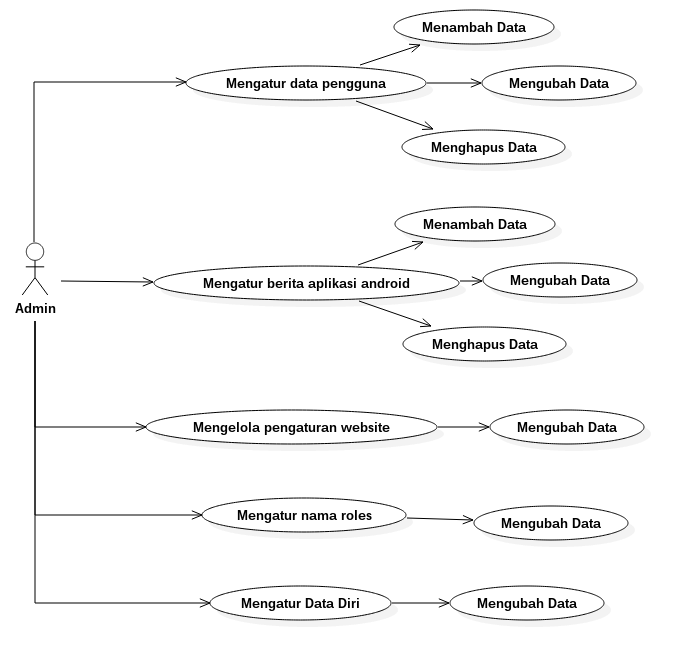 Menambah Data
Mengatur data pengguna
Mengubah Data
Menghapus Data
Menambah Data
Mengatur berita aplikasi android
Mengubah Data
Admin
Menghapus Data
Mengelola pengaturan website
Mengubah Data
Mengatur nama roles
Mengubah Data
Mengatur Data Diri
Mengubah Data